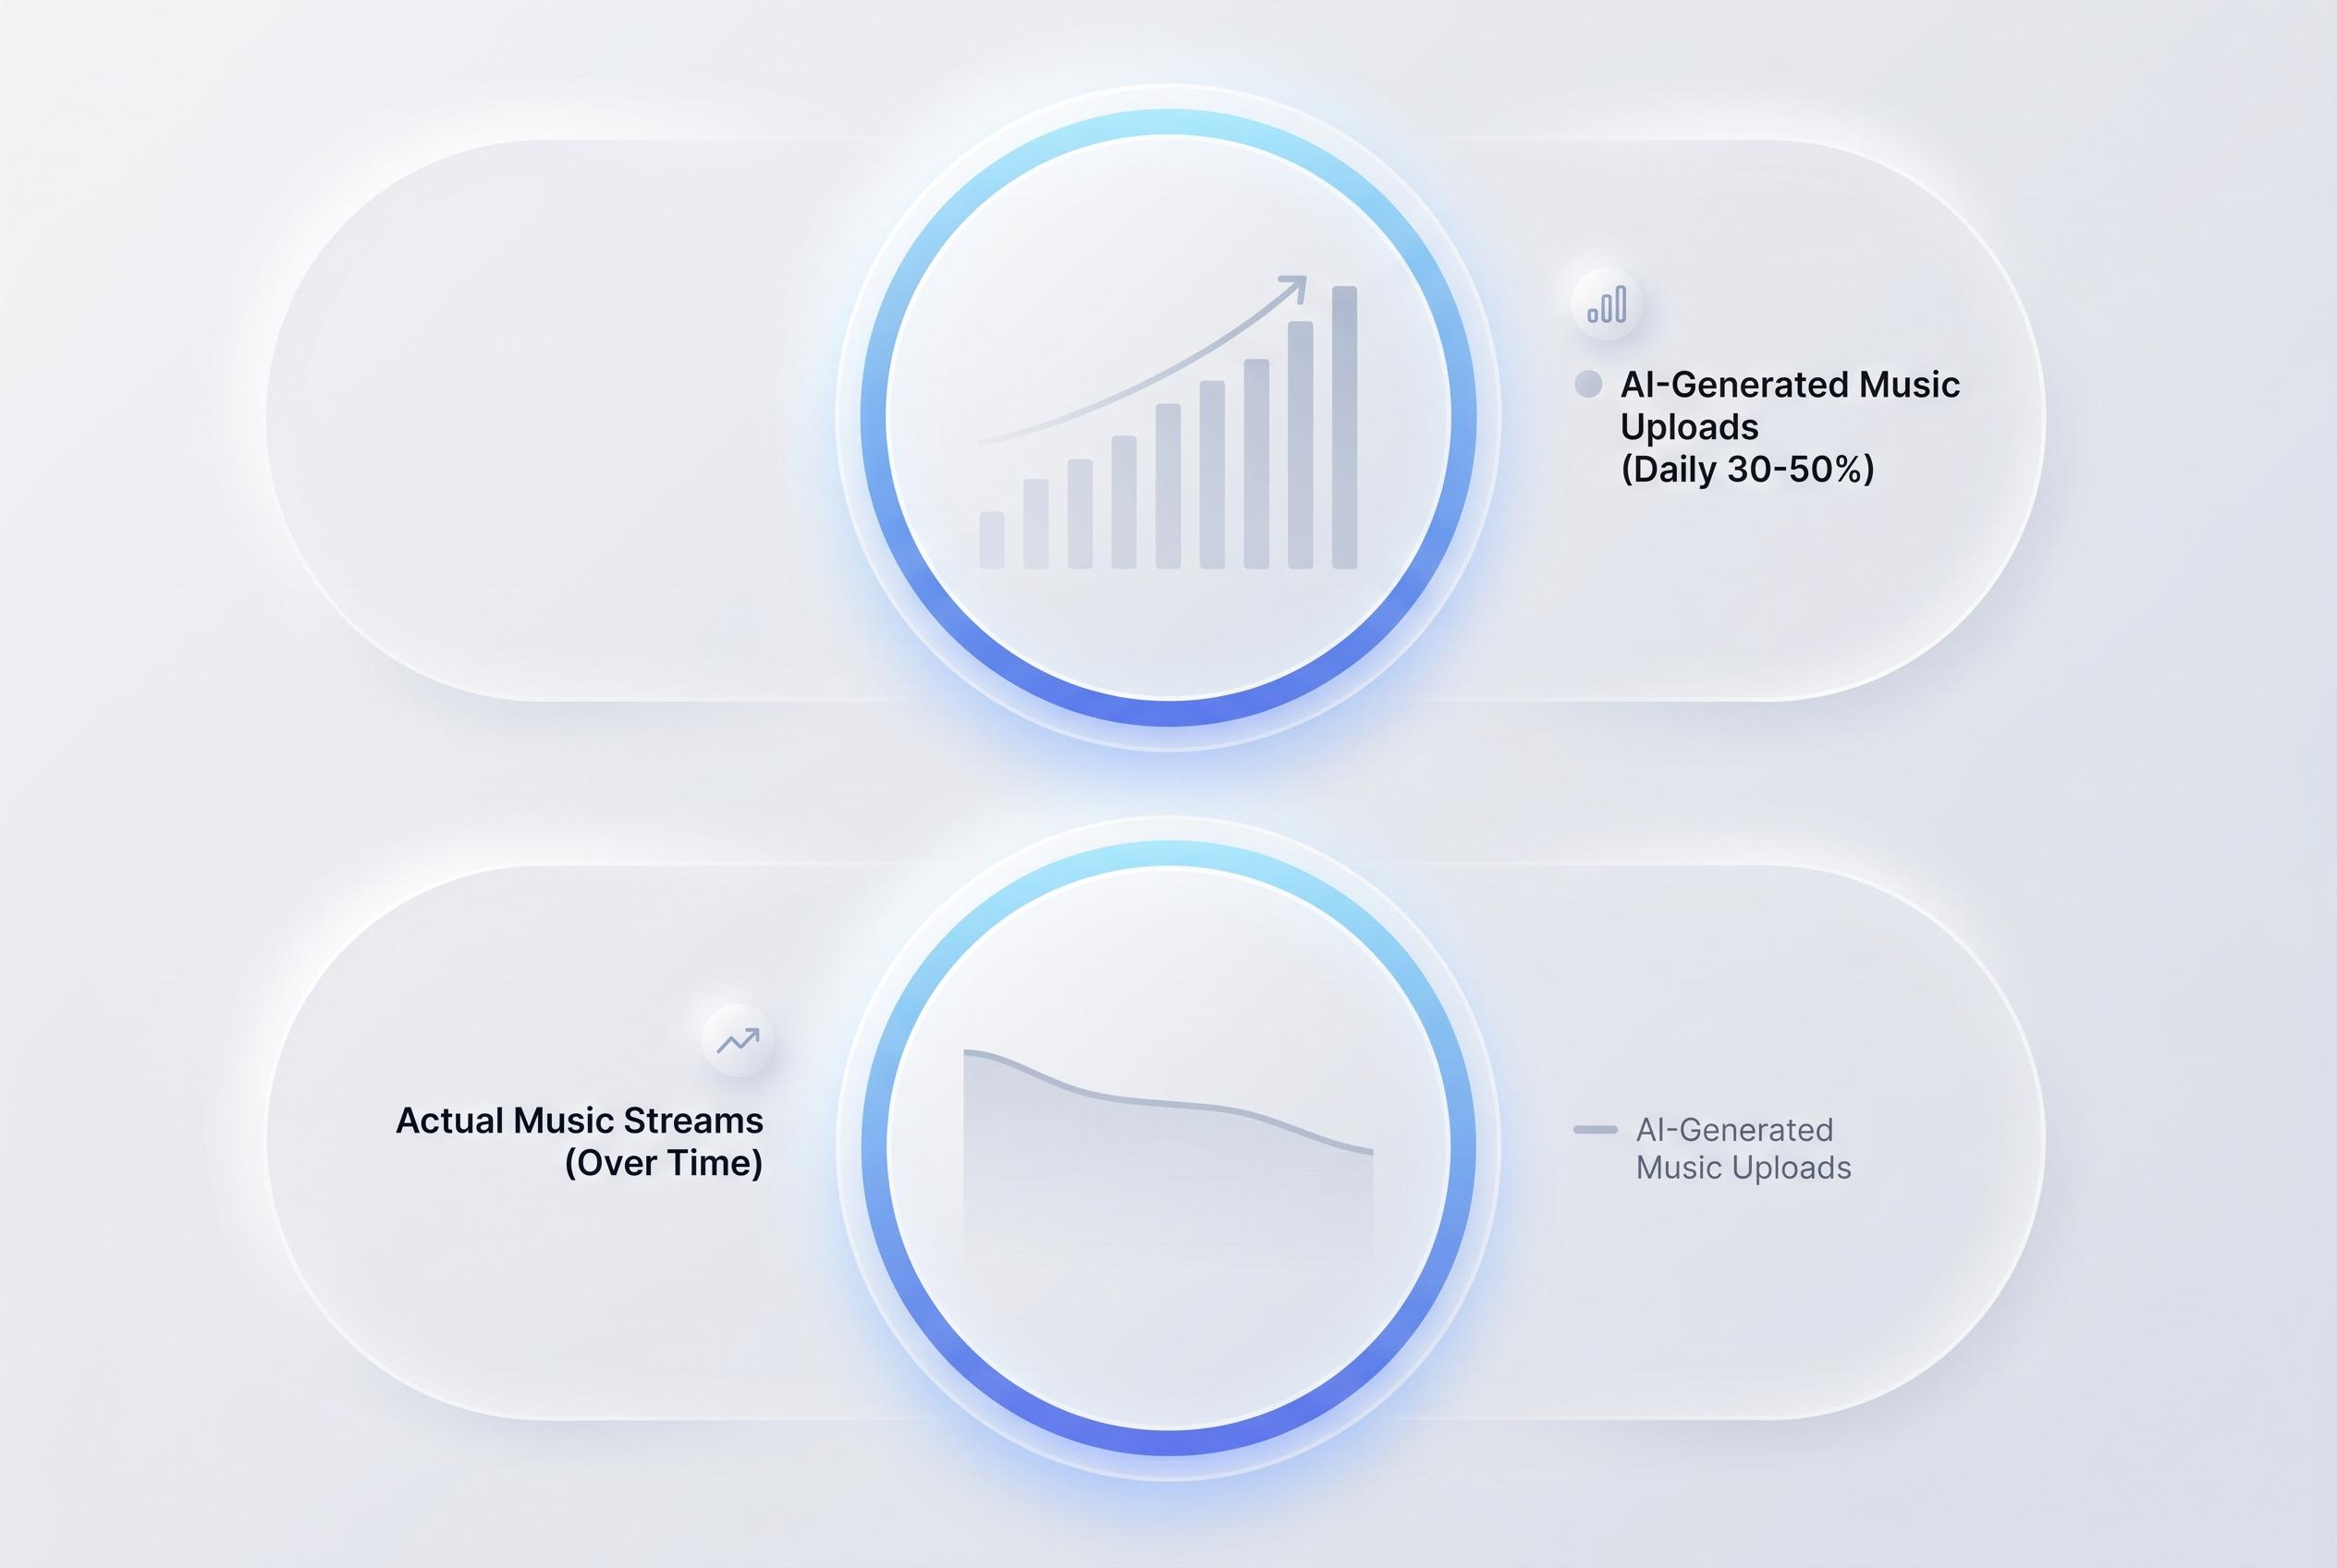 AI-Generated Music
Uploads
(Daily 30-50%)
Actual Music Streams
(Over Time)
AI-Generated
Music Uploads